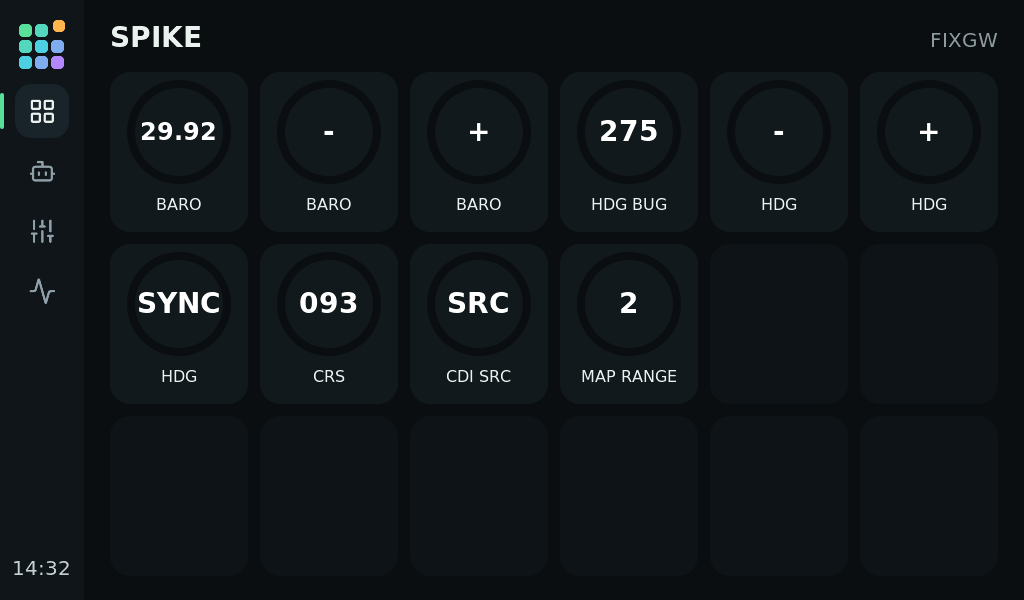 SPIKE
FIXGW
29.92
-
+
275
-
+
BARO
BARO
BARO
HDG BUG
HDG
HDG
SYNC
093
SRC
2
HDG
CRS
CDI SRC
MAP RANGE
14:32